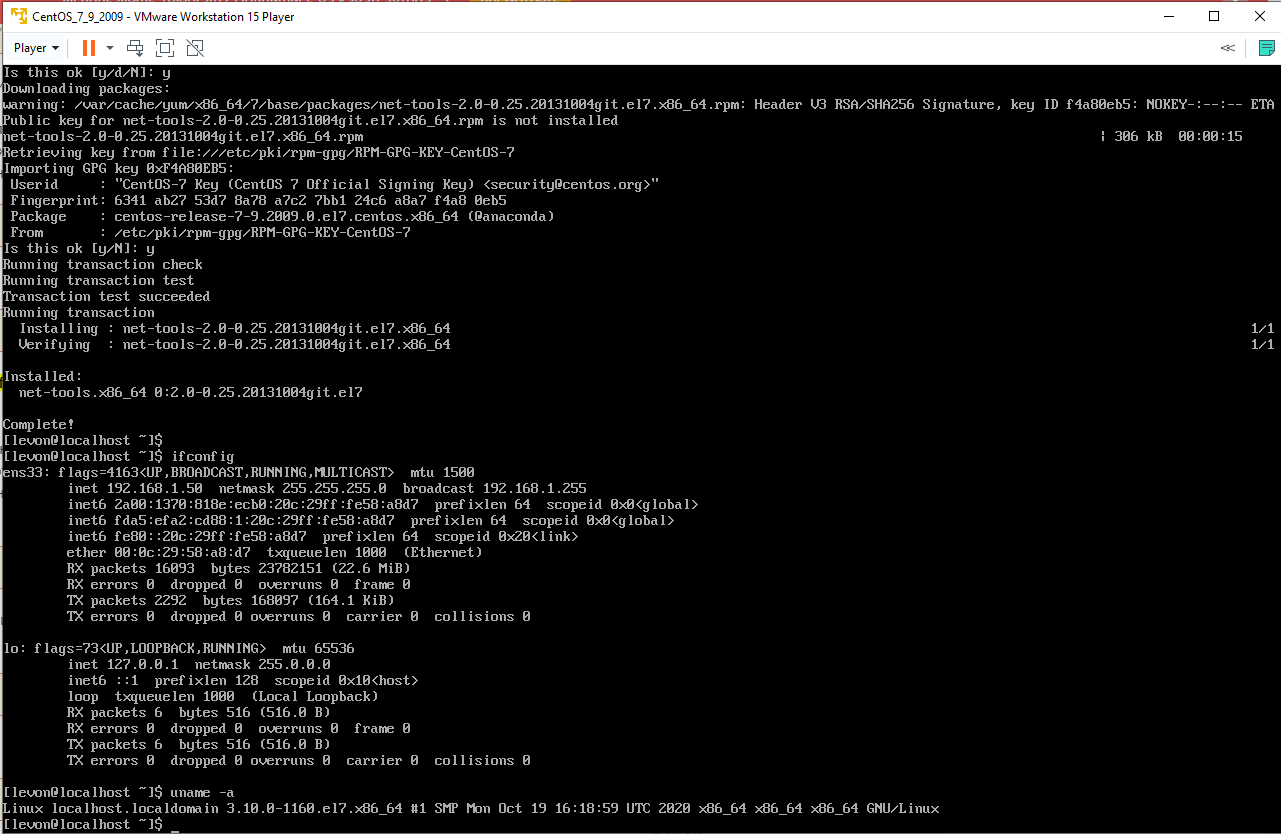 CentOS_7_9_2009 - VMware Workstation 15 Player
Player
Is this ok [y/d/N]: y
Downloading packages:
warning: /var/cache/yum/x86_64/7/base/packages/net-tools-2.0-0.25.20131004git.el7.x86_64.rpm: Header V3 RSA/SHA256 Signature, key ID f4a80eb5: NOKEY-:--:-- ETA
Public key for net-tools-2.0-0.25.20131004git.el7.x86_64.rpm is not installed
net-tools-2.0-0.25.20131004git.el7.x86_64.rpm | 306 kB 00:00:15
Retrieving key from file:///etc/pki/rpm-gpg/RPM-GPG-KEY-CentOS-7
Importing GPG key 0xF4A80EB5:
Userid : "CentOS-7 Key (CentOS 7 Official Signing Key) <security@centos.org>"
Fingerprint: 6341 ab27 53d7 8a78 a7c2 7bb1 24c6 a8a7 f4a8 0eb5
Package : centos-release-7-9.2009.0.el7.centos.x86_64 (@anaconda)
From : /etc/pki/rpm-gpg/RPM-GPG-KEY-CentOS-7
Is this ok [y/N]: y
Running transaction check
Running transaction test
Transaction test succeeded
Running transaction
Installing : net-tools-2.0-0.25.20131004git.el7.x86_64 1/1
Verifying : net-tools-2.0-0.25.20131004git.el7.x86_64 1/1
Installed:
net-tools.x86_64 0:2.0-0.25.20131004git.el7
Complete!
[levon@localhost ~]$
[levon@localhost ~]$ ifconfig
ens33: flags=4163<UP,BROADCAST,RUNNING,MULTICAST> mtu 1500
inet 192.168.1.50 netmask 255.255.255.0 broadcast 192.168.1.255
inet6 2a00:1370:818e:ecb0:20c:29ff:fe58:a8d7 prefixlen 64 scopeid 0x0<global>
inet6 fda5:efa2:cd88:1:20c:29ff:fe58:a8d7 prefixlen 64 scopeid 0x0<global>
inet6 fe80::20c:29ff:fe58:a8d7 prefixlen 64 scopeid 0x20<link>
ether 00:0c:29:58:a8:d7 txqueuelen 1000 (Ethernet)
RX packets 16093 bytes 23782151 (22.6 MiB)
RX errors 0 dropped 0 overruns 0 frame 0
TX packets 2292 bytes 168097 (164.1 KiB)
TX errors 0 dropped 0 overruns 0 carrier 0 collisions 0
lo: flags=73<UP,LOOPBACK,RUNNING> mtu 65536
inet 127.0.0.1 netmask 255.0.0.0
inet6 ::1 prefixlen 128 scopeid 0x10<host>
loop txqueuelen 1000 (Local Loopback)
RX packets 6 bytes 516 (516.0 B)
RX errors 0 dropped 0 overruns 0 frame 0
TX packets 6 bytes 516 (516.0 B)
TX errors 0 dropped 0 overruns 0 carrier 0 collisions 0
[levon@localhost ~]$ uname -a
Linux localhost.localdomain 3.10.0-1160.el7.x86_64 #1 SMP Mon Oct 19 16:18:59 UTC 2020 x86_64 x86_64 x86_64 GNU/Linux
[levon@localhost ~]$ _